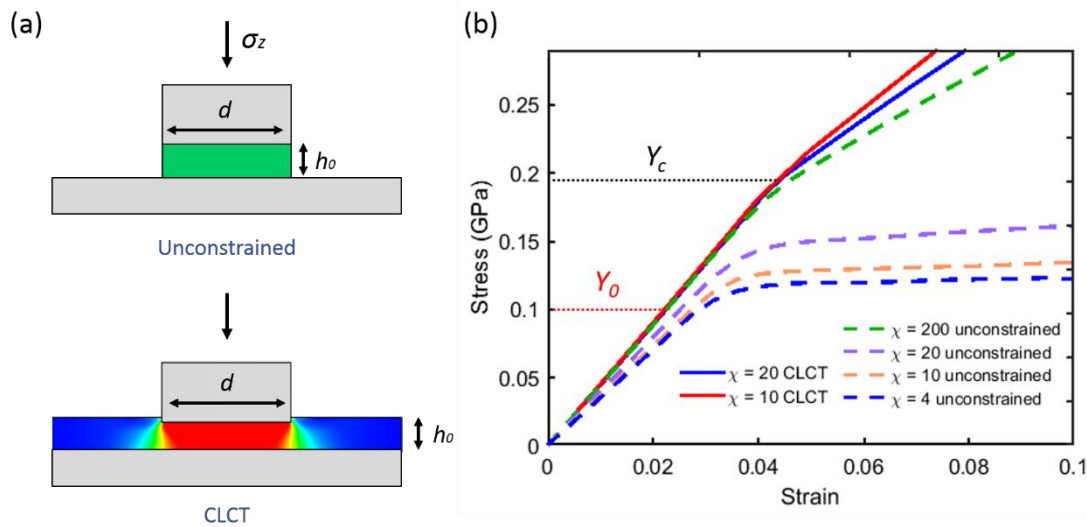 (a)
σz
d
h0
Unconstrained
d
h0
CLCT
(b)
Stress (GPa)
0.25
0.2
0.15
0.1
0.05
0
Yc
Y0
χ = 20 CLCT
χ = 10 CLCT
χ = 200 unconstrained
χ = 20 unconstrained
χ = 10 unconstrained
χ = 4 unconstrained
0 0.02 0.04 0.06 0.08 0.1
Strain